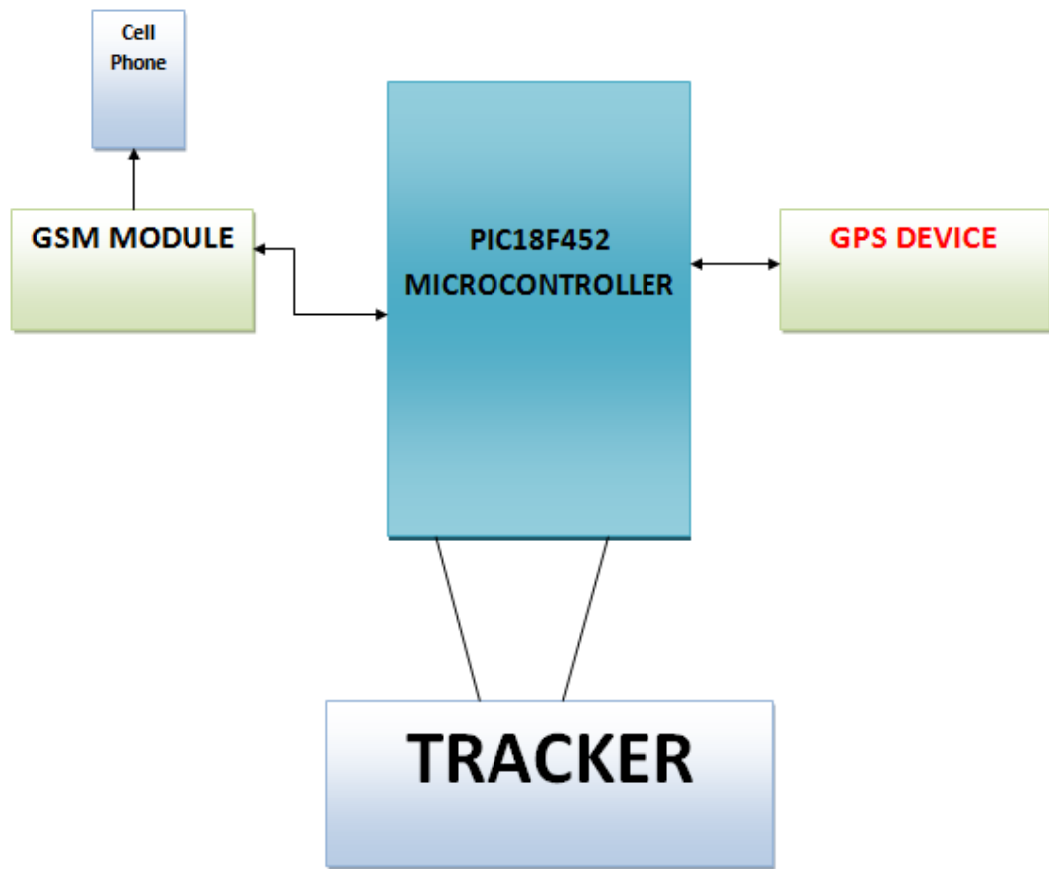 Cell
Phone
GSM MODULE
PIC18F452
MICROCONTROLLER
GPS DEVICE
TRACKER